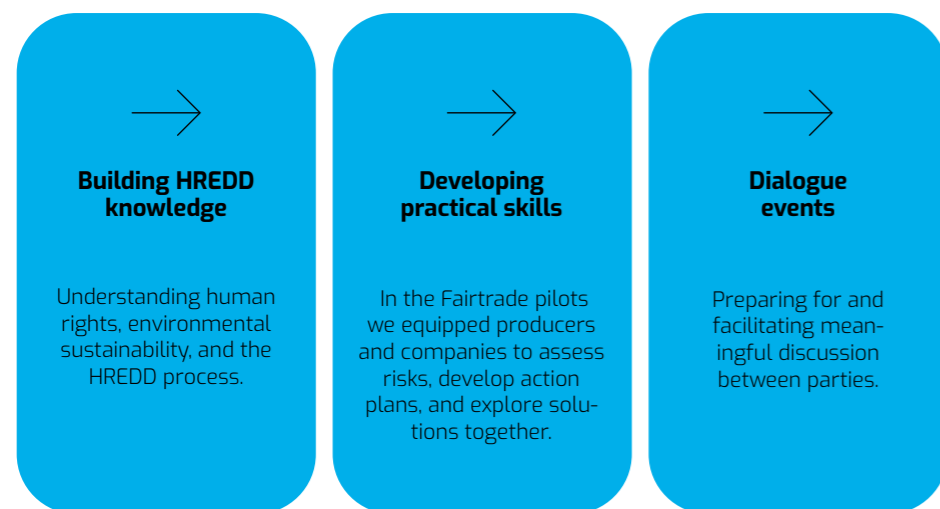 Building HREDD
knowledge
Understanding human
rights, environmental
sustainability, and the
HREDD process.
Developing
practical skills
In the Fairtrade pilots
we equipped producers
and companies to assess
risks, develop action
plans, and explore solu-
tions together.
Dialogue
events
Preparing for and
facilitating mean-
ingful discussion
between parties.